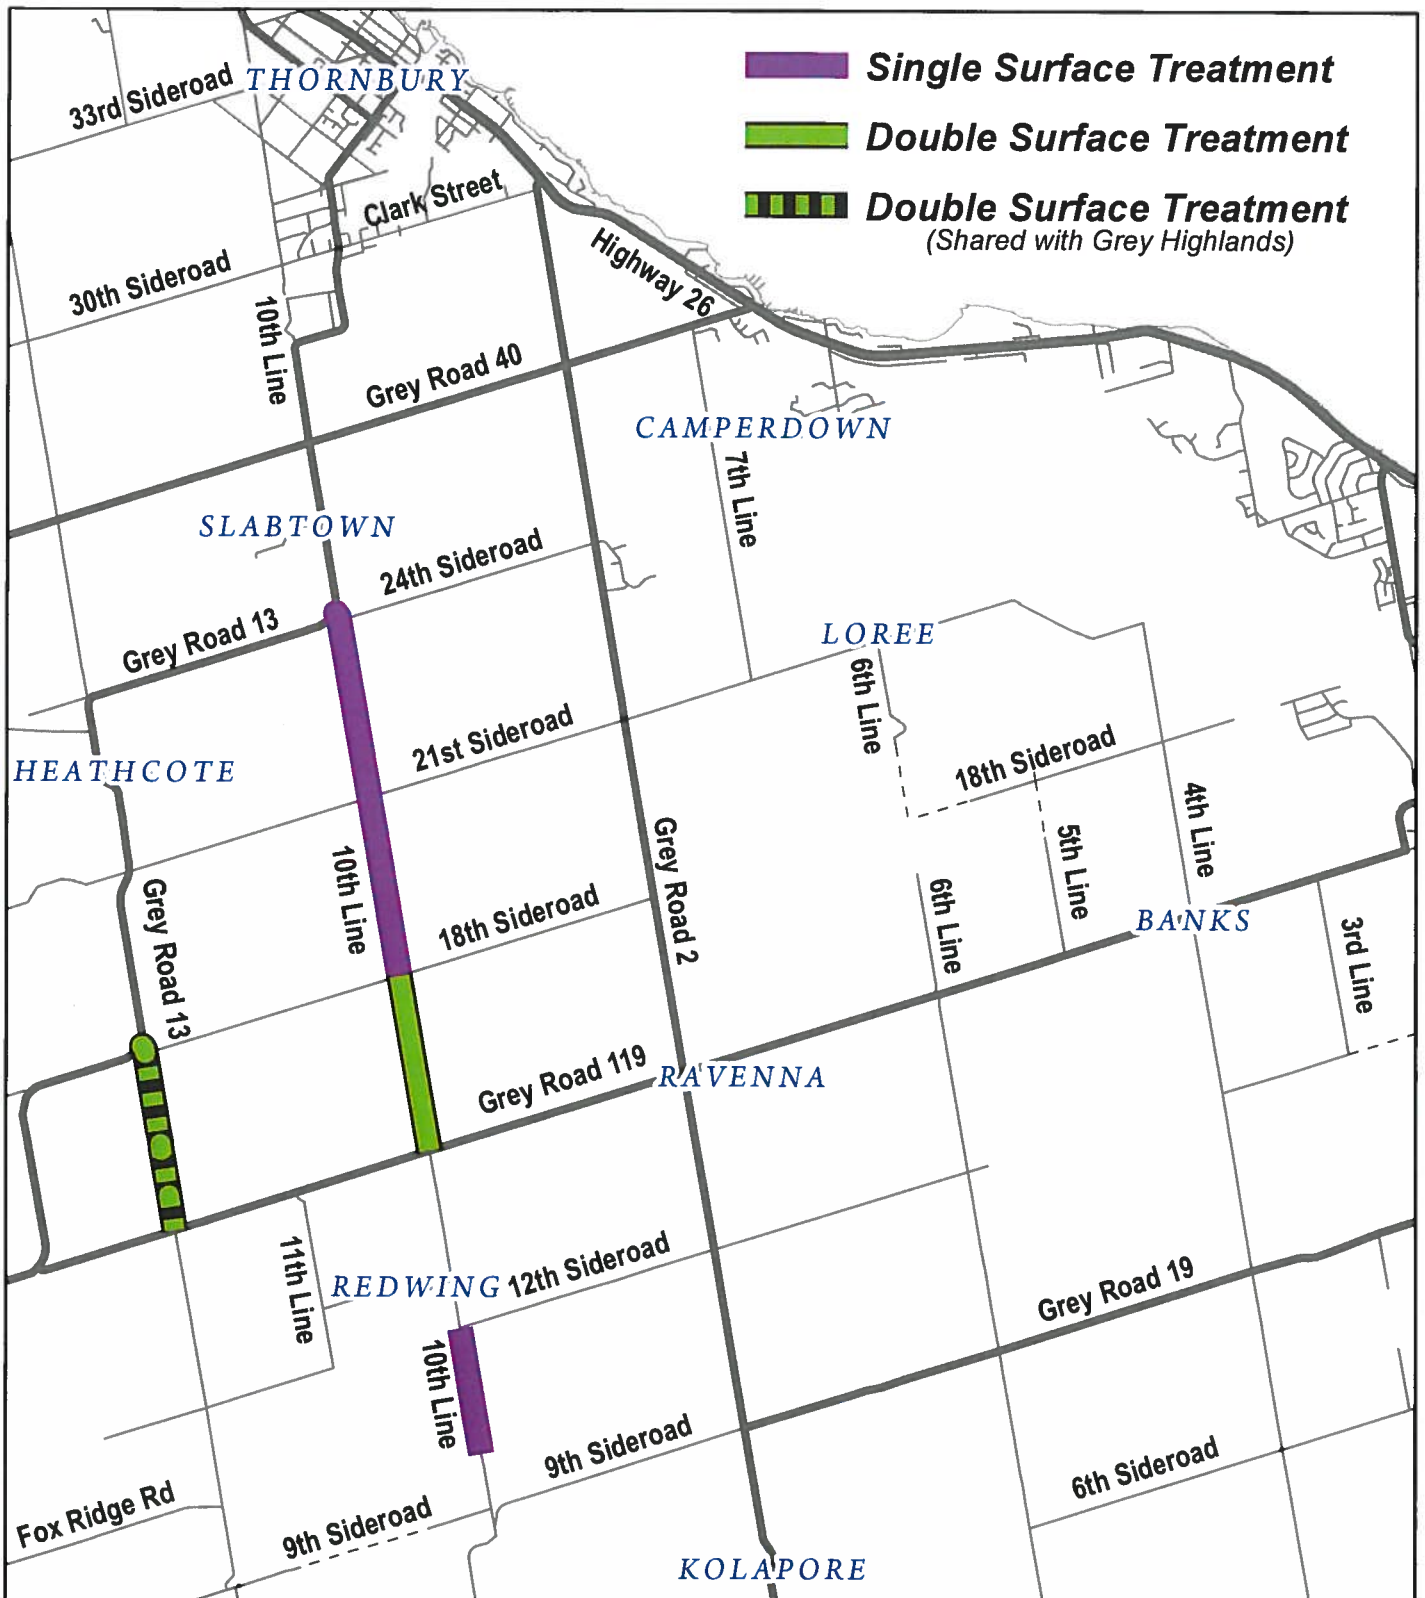 Single Surface Treatment
Double Surface Treatment
Double Surface Treatment
(Shared with Grey Highlands)
33rd Sideroad
THORNBURY
Clark Street
30th Sideroad
Highway 26
10th Line
Grey Road 40
CAMPERDOWN
7th Line
SLABTOWN
24th Sideroad
Grey Road 13
LOREE
6th Line
21st Sideroad
18th Sideroad
HEATHCOTE
4th Line
5th Line
Grey Road 2
10th Line
Grey Road 13
18th Sideroad
6th Line
BANKS
3rd Line
Grey Road 119
RAVENNA
11th Line
REDWING
12th Sideroad
Grey Road 19
10th Line
9th Sideroad
6th Sideroad
Fox Ridge Rd
9th Sideroad
KOLAPORE